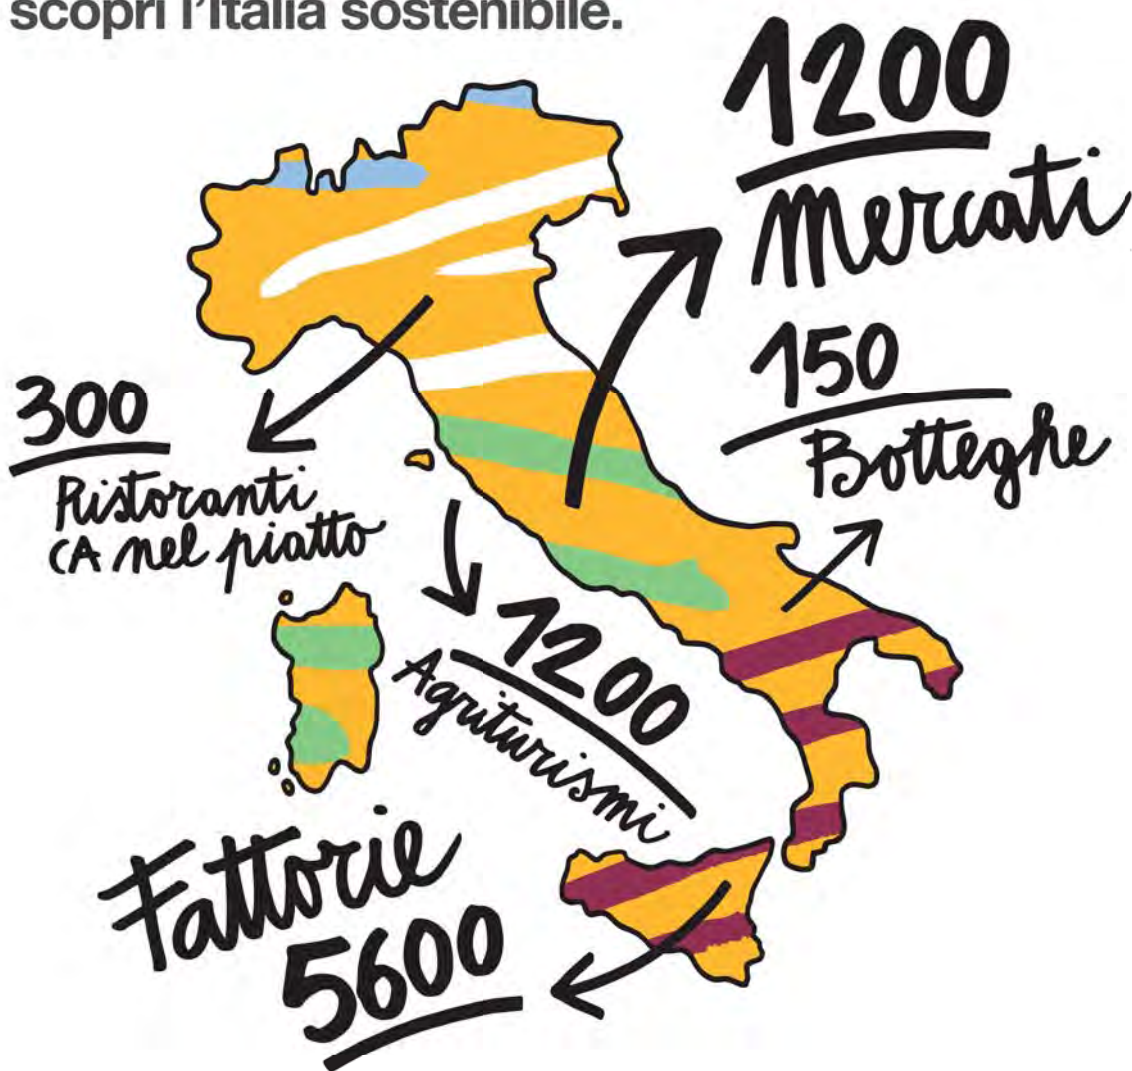 scopri l'Italia sostenibile.
1200
Mercati
150
Botteghe
300
Ristoranti
CA nel piatto
1200
Agriturismi
Fattorie
5600